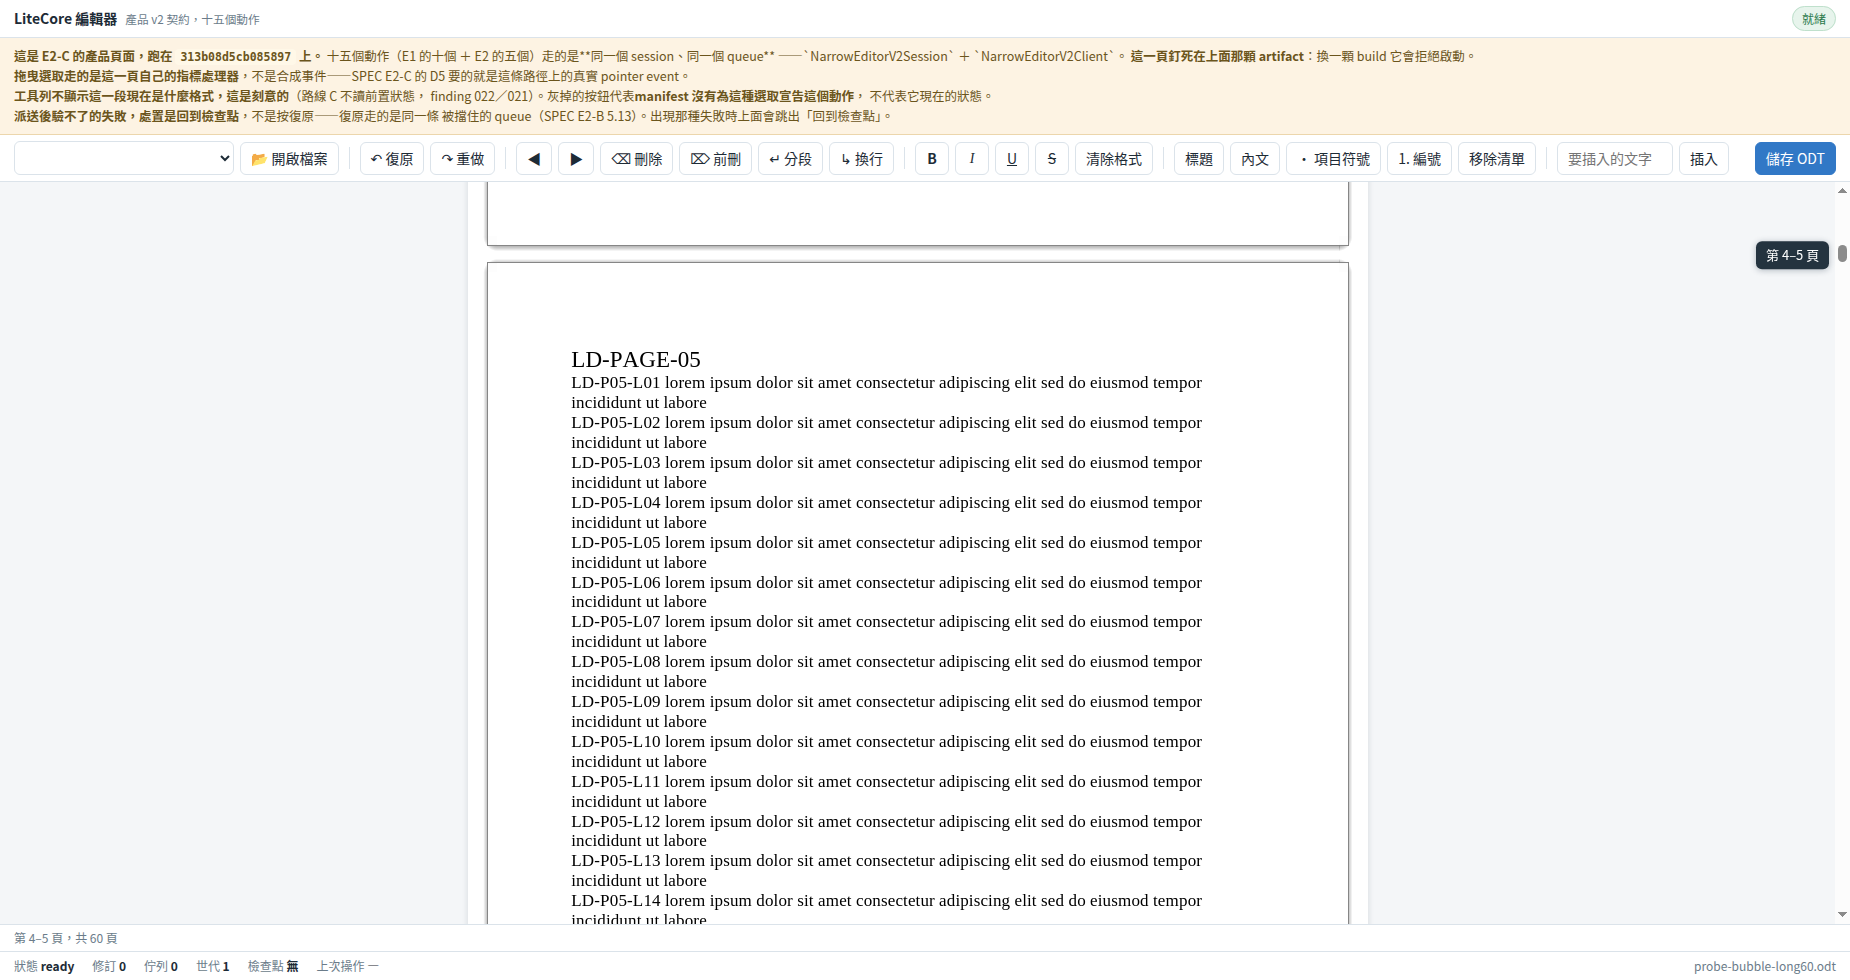 LiteCore 編輯器 產品 v2 契約，十五個動作 就緒
這是 E2-C 的產品頁面，跑在 313b08d5cb085897 上。 十五個動作（E1 的十個 ＋ E2 的五個）走的是**同一個 session、同一個 queue** ——`NarrowEditorV2Session` ＋ `NarrowEditorV2Client`。 這一頁釘死在上面那顆 artifact：換一顆 build 它會拒絕啟動。
拖曳選取走的是這一頁自己的指標處理器，不是合成事件——SPEC E2-C 的 D5 要的就是這條路徑上的真實 pointer event。
工具列不顯示這一段現在是什麼格式，這是刻意的（路線 C 不讀前置狀態， finding 022／021）。灰掉的按鈕代表manifest 沒有為這種選取宣告這個動作， 不代表它現在的狀態。
派送後驗不了的失敗，處置是回到檢查點，不是按復原——復原走的是同一條 被擋住的 queue（SPEC E2-B 5.13）。出現那種失敗時上面會跳出「回到檢查點」。
📂 開啟檔案 ↶ 復原 ↷ 重做 ◀ ▶ ⌫ 刪除 ⌦ 前刪 ↵ 分段 ↳ 換行 B I U S 清除格式 標題 內文 ・ 項目符號 1. 編號 移除清單 要插入的文字 插入 儲存 ODT
第 4–5 頁
LD-PAGE-05
LD-P05-L01 lorem ipsum dolor sit amet consectetur adipiscing elit sed do eiusmod tempor
incididunt ut labore
LD-P05-L02 lorem ipsum dolor sit amet consectetur adipiscing elit sed do eiusmod tempor
incididunt ut labore
LD-P05-L03 lorem ipsum dolor sit amet consectetur adipiscing elit sed do eiusmod tempor
incididunt ut labore
LD-P05-L04 lorem ipsum dolor sit amet consectetur adipiscing elit sed do eiusmod tempor
incididunt ut labore
LD-P05-L05 lorem ipsum dolor sit amet consectetur adipiscing elit sed do eiusmod tempor
incididunt ut labore
LD-P05-L06 lorem ipsum dolor sit amet consectetur adipiscing elit sed do eiusmod tempor
incididunt ut labore
LD-P05-L07 lorem ipsum dolor sit amet consectetur adipiscing elit sed do eiusmod tempor
incididunt ut labore
LD-P05-L08 lorem ipsum dolor sit amet consectetur adipiscing elit sed do eiusmod tempor
incididunt ut labore
LD-P05-L09 lorem ipsum dolor sit amet consectetur adipiscing elit sed do eiusmod tempor
incididunt ut labore
LD-P05-L10 lorem ipsum dolor sit amet consectetur adipiscing elit sed do eiusmod tempor
incididunt ut labore
LD-P05-L11 lorem ipsum dolor sit amet consectetur adipiscing elit sed do eiusmod tempor
incididunt ut labore
LD-P05-L12 lorem ipsum dolor sit amet consectetur adipiscing elit sed do eiusmod tempor
incididunt ut labore
LD-P05-L13 lorem ipsum dolor sit amet consectetur adipiscing elit sed do eiusmod tempor
incididunt ut labore
LD-P05-L14 lorem ipsum dolor sit amet consectetur adipiscing elit sed do eiusmod tempor
incididunt ut labore
第 4–5 頁，共 60 頁
狀態 ready 修訂 0 佇列 0 世代 1 檢查點 無 上次操作 — probe-bubble-long60.odt